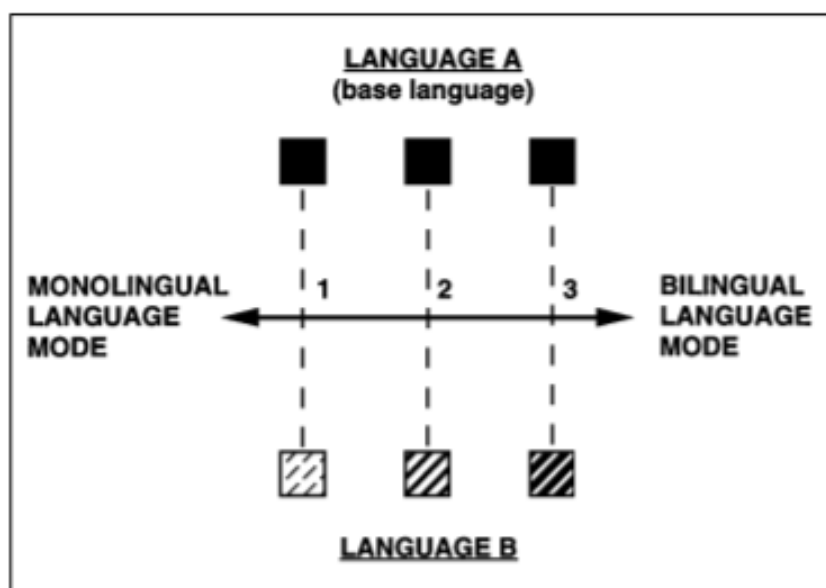 LANGUAGE A
(base language)
1 2 3
MONOLINGUAL
LANGUAGE
MODE
BILINGUAL
LANGUAGE
MODE
LANGUAGE B